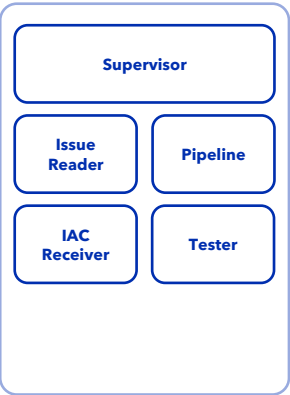 Supervisor
Issue
Reader
Pipeline
IAC
Receiver
Tester